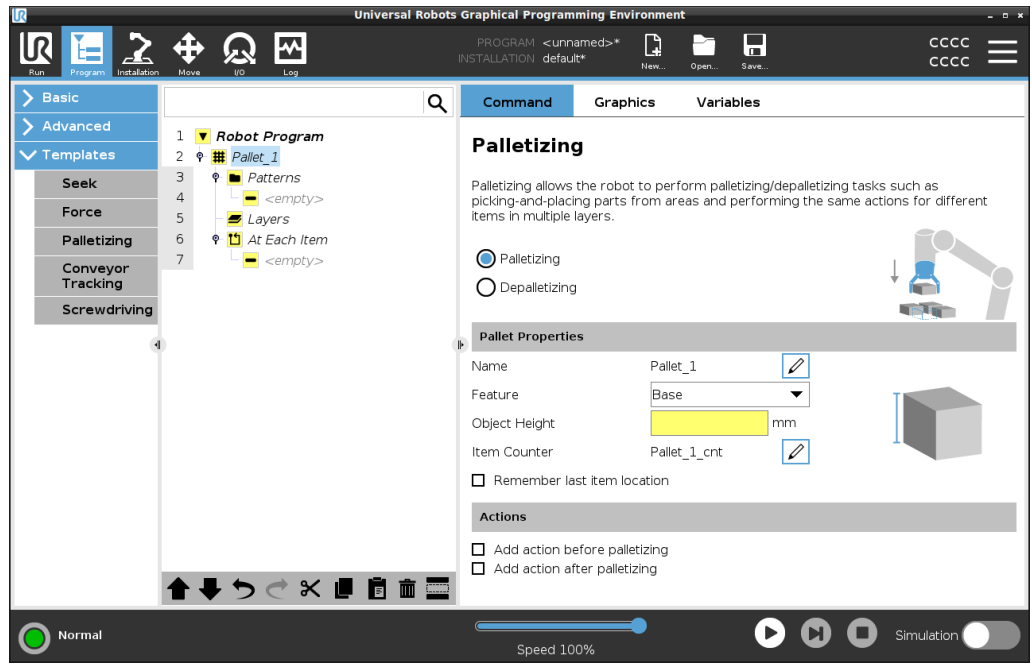 Universal Robots Graphical Programming Environment
Run
Program
Installation
Move
I/O
Log
PROGRAM <unnamed>*
INSTALLATION default*
New...
Open...
Save...
CCCC
CCCC
Basic
Advanced
Templates
Seek
Force
Palletizing
Conveyor
Tracking
Screwdriving
1 Robot Program
2 Pallet_1
3 Patterns
4 <empty>
5 Layers
6 At Each Item
7 <empty>
Command Graphics Variables
Palletizing
Palletizing allows the robot to perform palletizing/depalletizing tasks such as
picking-and-placing parts from areas and performing the same actions for different
items in multiple layers.
Palletizing
Depalletizing
Pallet Properties
Name Pallet_1
Feature Base
Object Height mm
Item Counter Pallet_1_cnt
Remember last item location
Actions
Add action before palletizing
Add action after palletizing
Normal
Speed 100%
Simulation